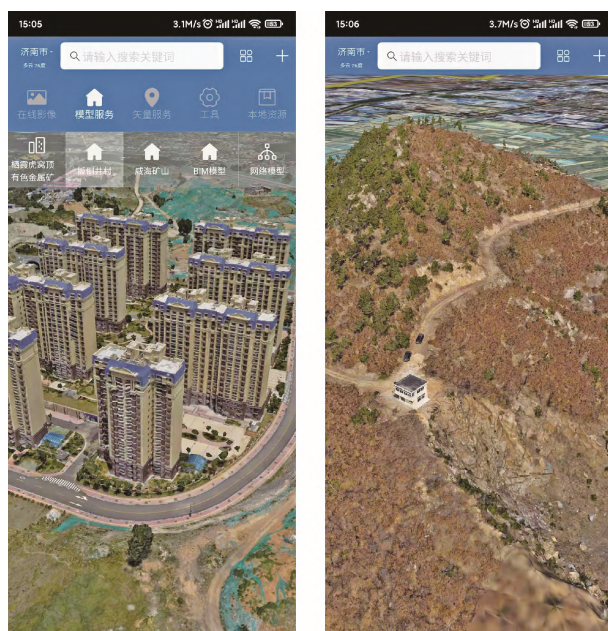 15:05
3.1M/s
济南市
请输入搜索关键词
在线影像
模型服务
矢量服务
工具
本地资源
栖霞虎窝顶
有色金属矿
威海矿山
BIM模型
网络模型
15:06
3.7M/s
济南市
请输入搜索关键词